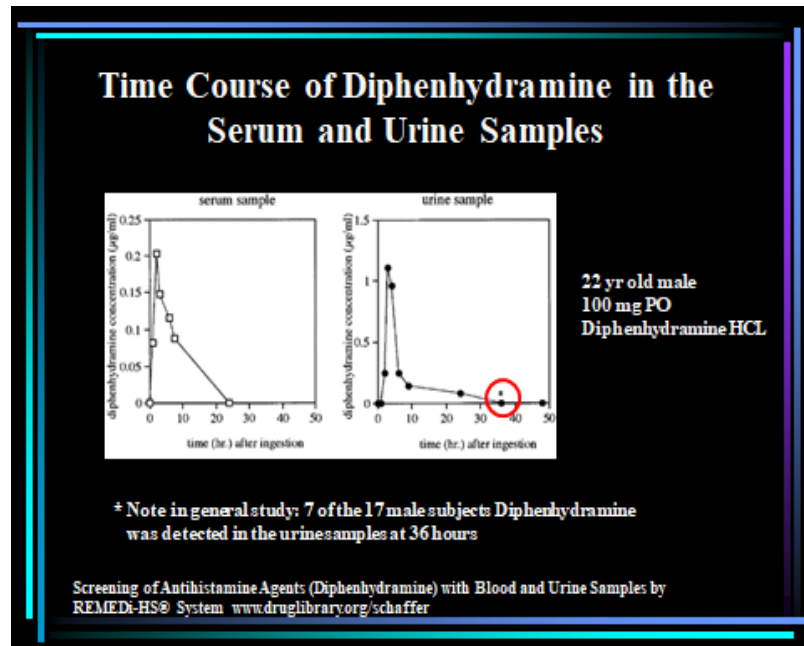 Time Course of Diphenhydramine in the
Serum and Urine Samples
serum sample
diphenhydramine concentration (µg/ml)
0.25
0.2
0.15
0.1
0.05
0
0 10 20 30 40 50
time (hr.) after ingestion
urine sample
diphenhydramine concentration (µg/ml)
1.5
1
0.5
0
*
0 10 20 30 40 50
time (hr.) after ingestion
22 yr old male
100 mg PO
Diphenhydramine HCL
* Note in general study: 7 of the 17 male subjects Diphenhydramine
was detected in the urine samples at 36 hours
Screening of Antihistamine Agents (Diphenhydramine) with Blood and Urine Samples by
REMEDi-HS® System www.druglibrary.org/schaffer